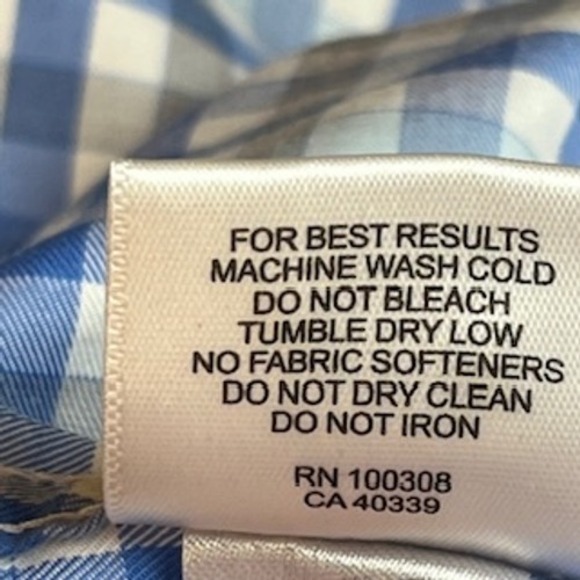 FOR BEST RESULTS
MACHINE WASH COLD
DO NOT BLEACH
TUMBLE DRY LOW
NO FABRIC SOFTENERS
DO NOT DRY CLEAN
DO NOT IRON
RN 100308
CA 40339